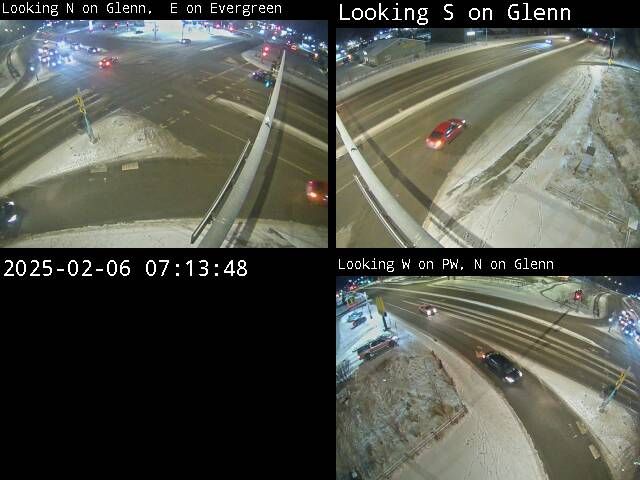 Looking N on Glenn,  E on Evergreen
Looking S on Glenn
2025-02-06 07:13:48
Looking W on PW, N on Glenn